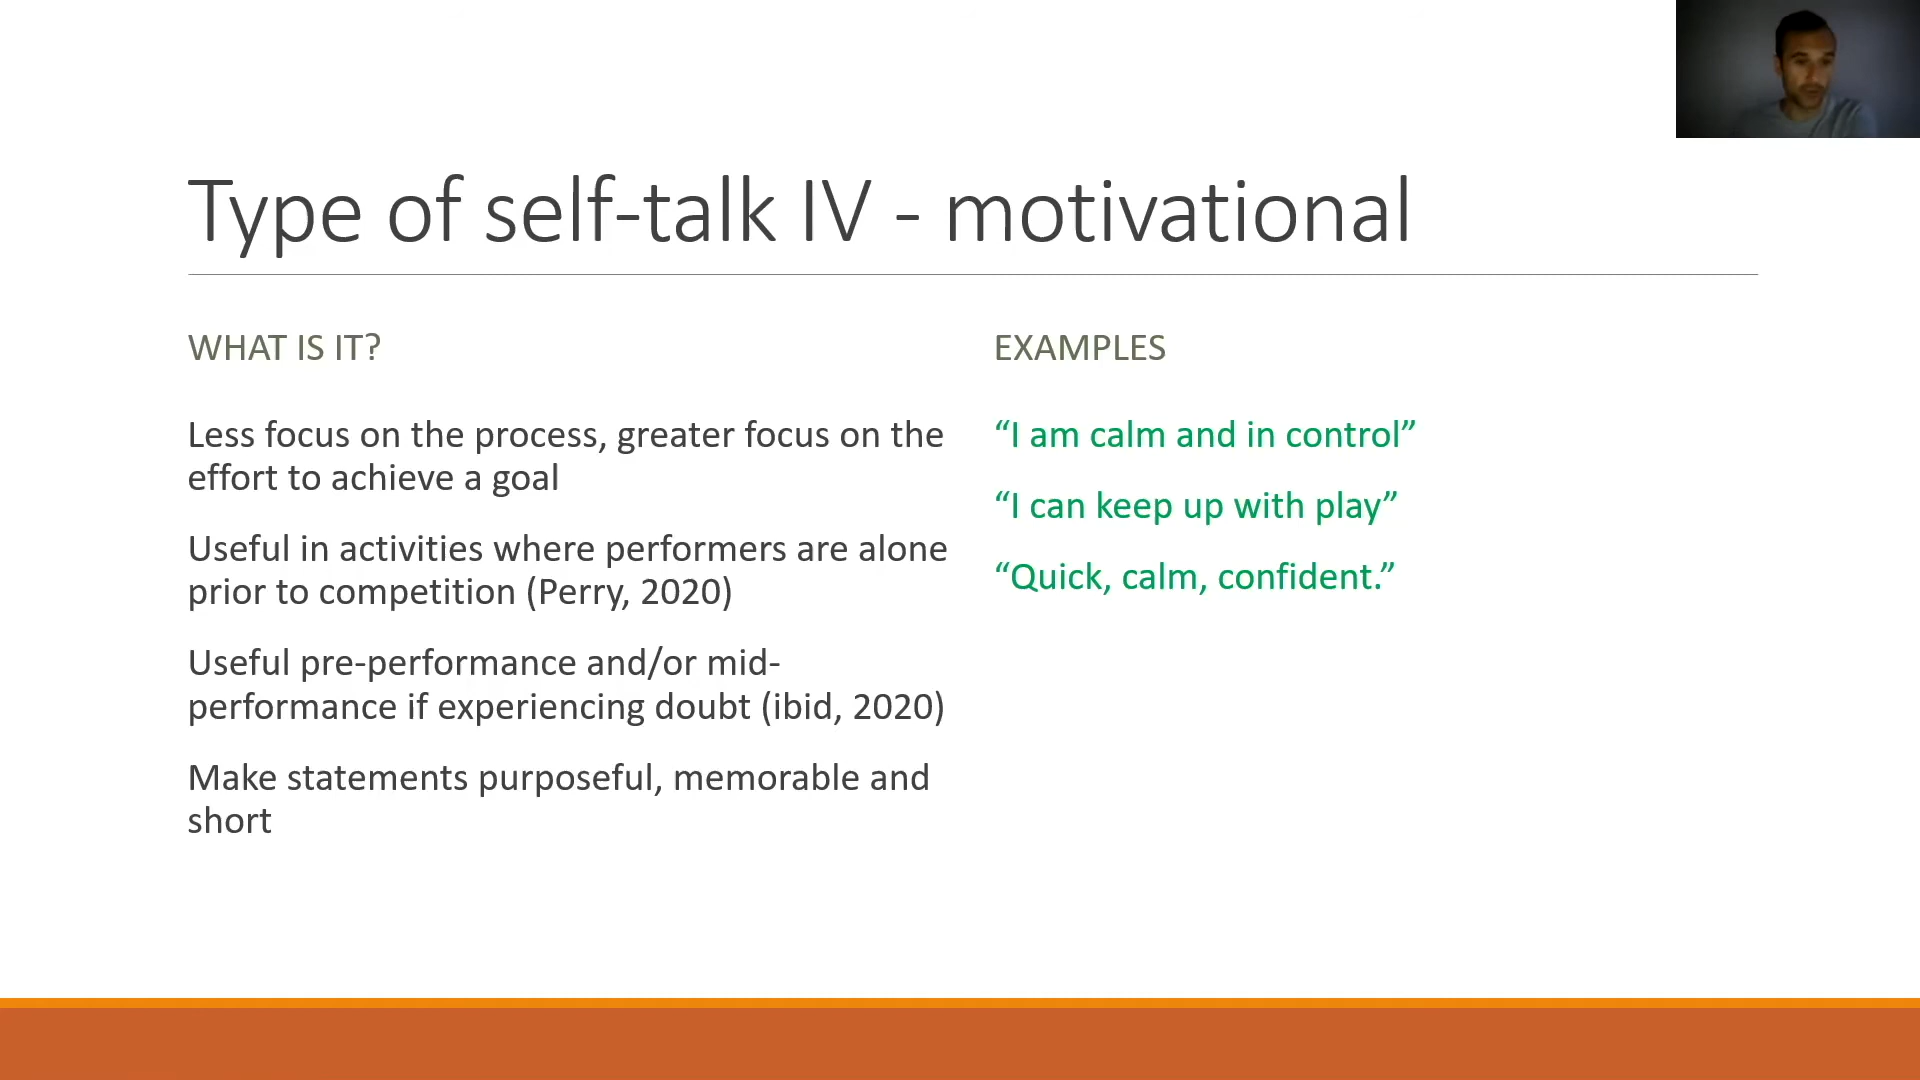 Type of self-talk IV - motivational
WHAT IS IT?
Less focus on the process, greater focus on the
effort to achieve a goal
Useful in activities where performers are alone
prior to competition (Perry, 2020)
Useful pre-performance and/or mid-
performance if experiencing doubt (ibid, 2020)
Make statements purposeful, memorable and
short
EXAMPLES
“I am calm and in control”
“I can keep up with play”
“Quick, calm, confident.”